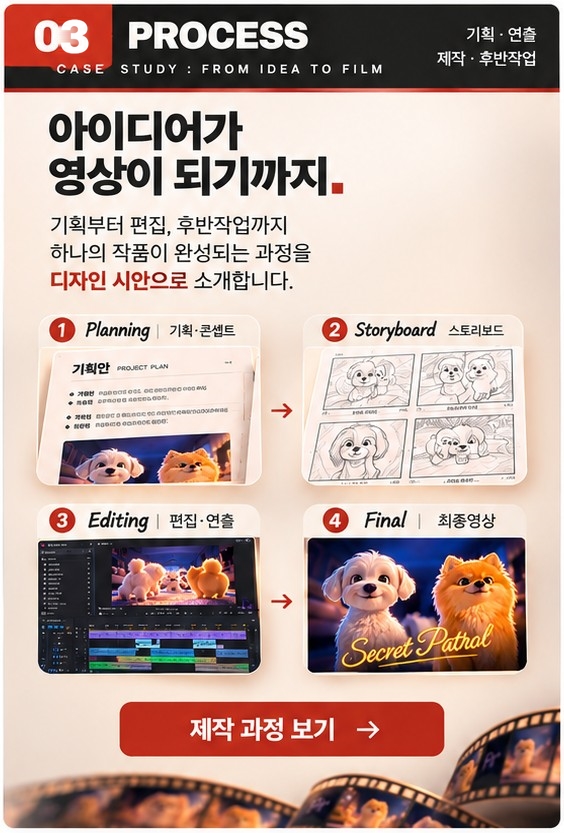 03 PROCESS
CASE STUDY : FROM IDEA TO FILM
기획 · 연출
제작 · 후반작업
아이디어가
영상이 되기까지.
기획부터 편집, 후반작업까지
하나의 작품이 완성되는 과정을
디자인 시안으로 소개합니다.
1 Planning | 기획·콘셉트
기획안 PROJECT PLAN
2 Storyboard 스토리보드
3 Editing | 편집·연출
4 Final | 최종영상
Secret Patrol
제작 과정 보기 →